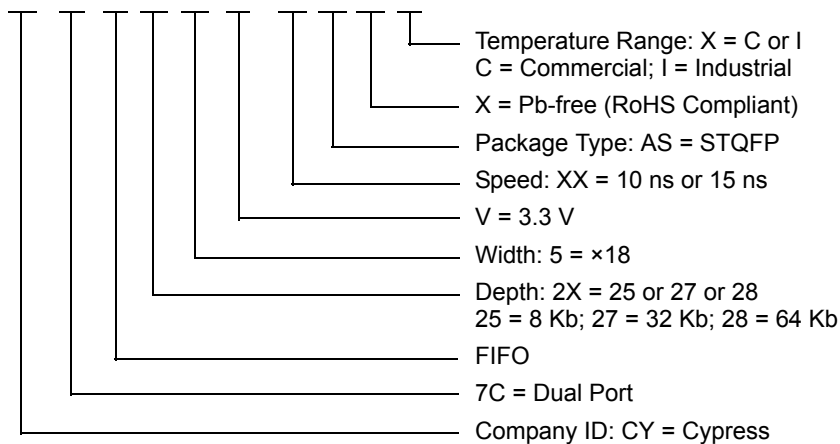 Temperature Range: X = C or I
C = Commercial; I = Industrial
X = Pb-free (RoHS Compliant)
Package Type: AS = STQFP
Speed: XX = 10 ns or 15 ns
V = 3.3 V
Width: 5 = ×18
Depth: 2X = 25 or 27 or 28
25 = 8 Kb; 27 = 32 Kb; 28 = 64 Kb
FIFO
7C = Dual Port
Company ID: CY = Cypress